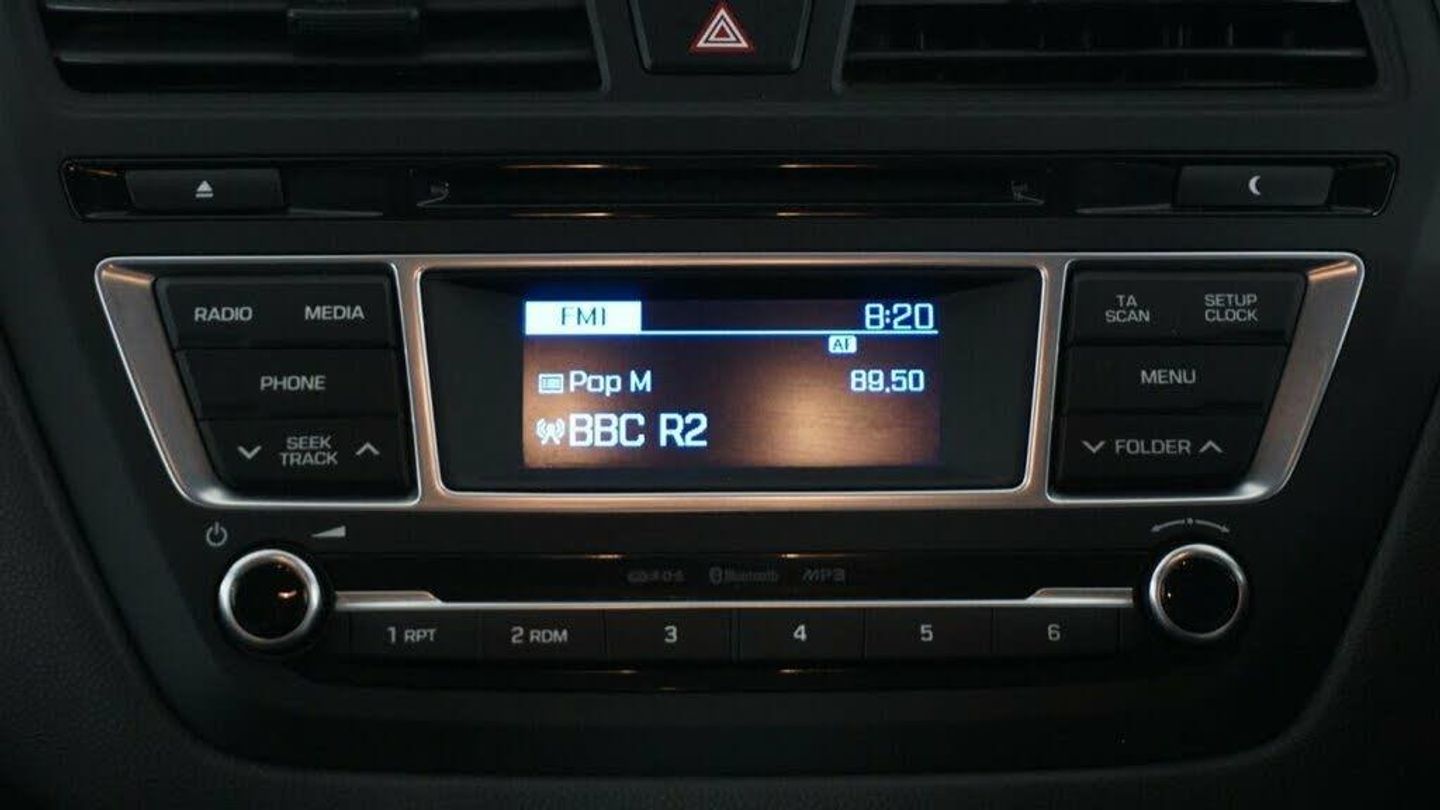 FM1 8:20
AF
Pop M 89.50
BBC R2
RADIO MEDIA
PHONE
SEEK
TRACK
TA
SCAN
SETUP
CLOCK
MENU
FOLDER
Bluetooth MP3
1 RPT 2 RDM 3 4 5 6